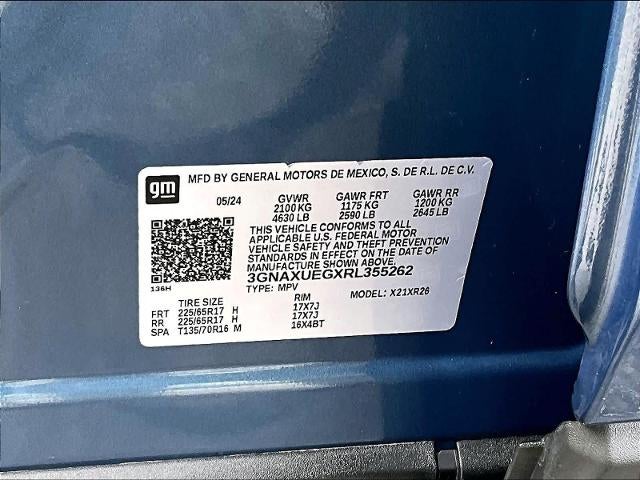 gm MFD BY GENERAL MOTORS DE MEXICO, S. DE R.L. DE C.V.
05/24 GVWR GAWR FRT GAWR RR
2100 KG 1175 KG 1200 KG
4630 LB 2590 LB 2645 LB
THIS VEHICLE CONFORMS TO ALL
APPLICABLE U.S. FEDERAL MOTOR
VEHICLE SAFETY AND THEFT PREVENTION
STANDARDS IN EFFECT ON THE DATE OF
MANUFACTURE SHOWN ABOVE.
3GNAXUEGXRL355262
136H
TYPE: MPV MODEL: X21XR26
TIRE SIZE RIM
FRT 225/65R17 H 17X7J
RR 225/65R17 H 17X7J
SPA T135/70R16 M 16X4BT